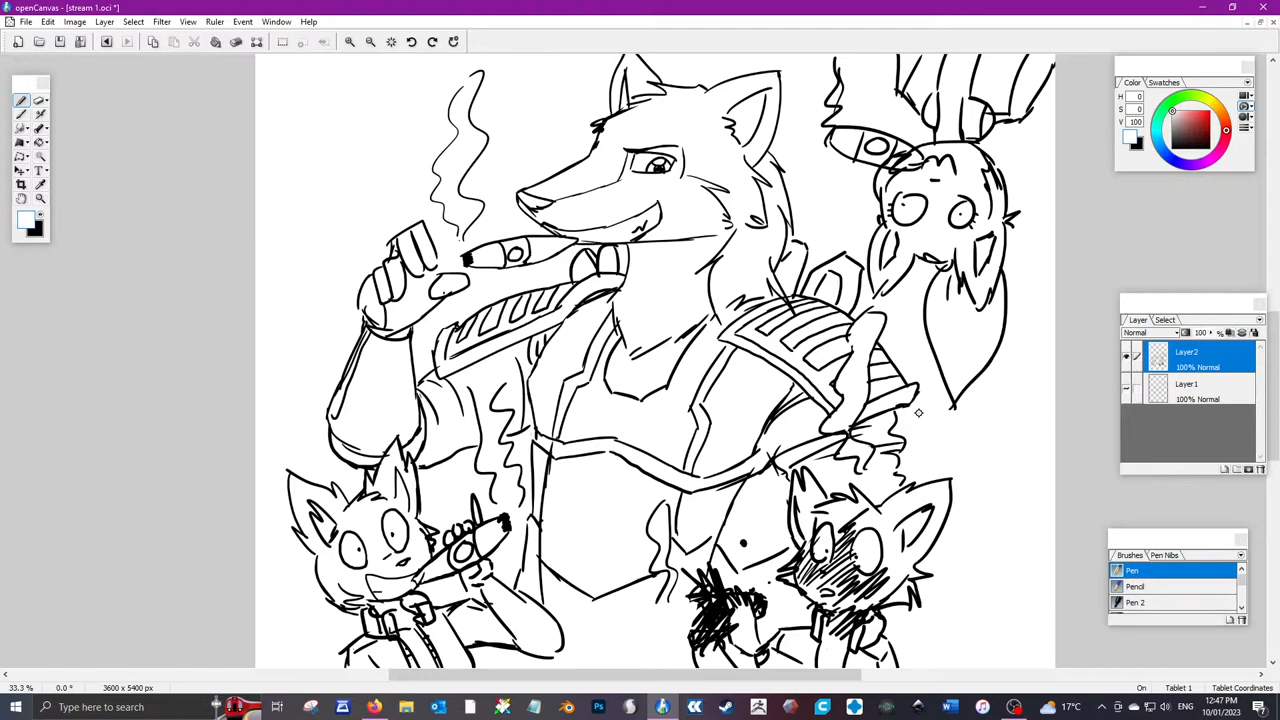 openCanvas - [stream 1.oci *]
File Edit Image Layer Select Filter View Ruler Event Window Help
Color Swatches
H 0
S 0
V 100
Layer Select
Normal 100 %
Layer2
100% Normal
Layer1
100% Normal
Brushes Pen Nibs
Pen
Pencil
Pen 2
33.3 % 0.0 ° 3600 x 5400 px On Tablet 1 Tablet Coordinates
Type here to search 17°C ENG 12:47 PM
10/01/2023